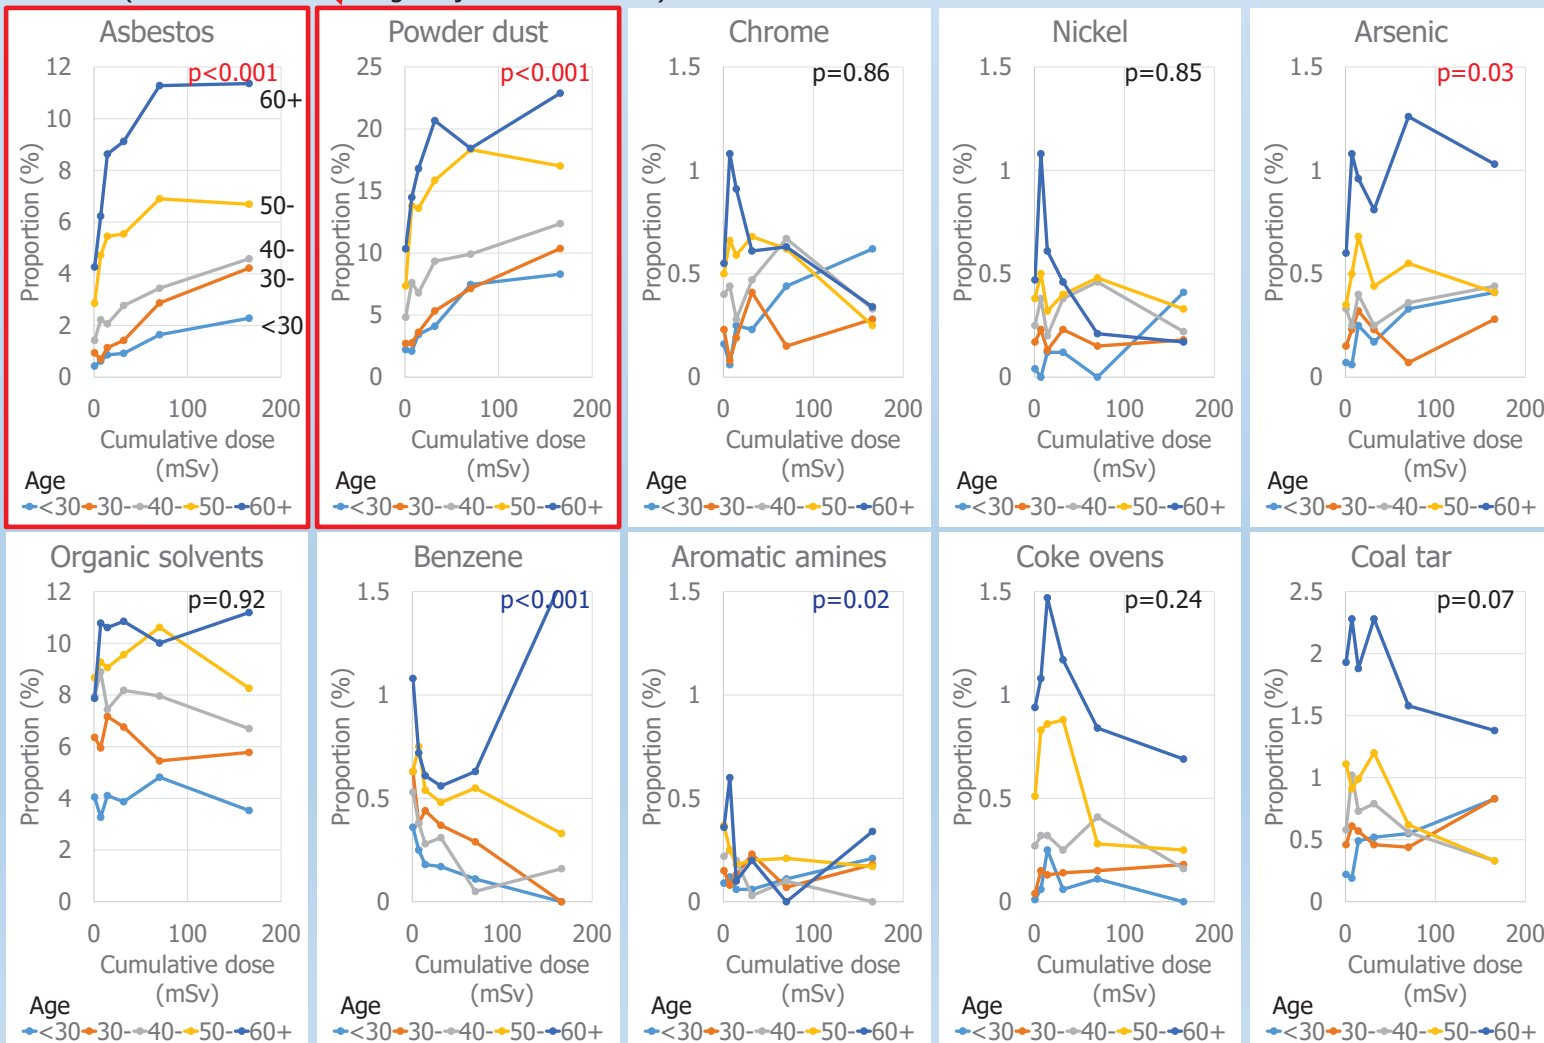 Asbestos
p<0.001
12
10
8
6
4
2
0
60+
50-
40-
30-
<30
Proportion (%)
0 100 200
Cumulative dose
(mSv)
Age
<30 30- 40- 50- 60+
Powder dust
p<0.001
25
20
15
10
5
0
Proportion (%)
0 100 200
Cumulative dose
(mSv)
Age
<30 30- 40- 50- 60+
Chrome
p=0.86
1.5
1
0.5
0
Proportion (%)
0 100 200
Cumulative dose
(mSv)
Age
<30 30- 40- 50- 60+
Nickel
p=0.85
1.5
1
0.5
0
Proportion (%)
0 100 200
Cumulative dose
(mSv)
Age
<30 30- 40- 50- 60+
Arsenic
p=0.03
1.5
1
0.5
0
Proportion (%)
0 100 200
Cumulative dose
(mSv)
Age
<30 30- 40- 50- 60+
Organic solvents
p=0.92
12
10
8
6
4
2
0
Proportion (%)
0 100 200
Cumulative dose
(mSv)
Age
<30 30- 40- 50- 60+
Benzene
p<0.001
1.5
1
0.5
0
Proportion (%)
0 100 200
Cumulative dose
(mSv)
Age
<30 30- 40- 50- 60+
Aromatic amines
p=0.02
1.5
1
0.5
0
Proportion (%)
0 100 200
Cumulative dose
(mSv)
Age
<30 30- 40- 50- 60+
Coke ovens
p=0.24
1.5
1
0.5
0
Proportion (%)
0 100 200
Cumulative dose
(mSv)
Age
<30 30- 40- 50- 60+
Coal tar
p=0.07
2.5
2
1.5
1
0.5
0
Proportion (%)
0 100 200
Cumulative dose
(mSv)
Age
<30 30- 40- 50- 60+